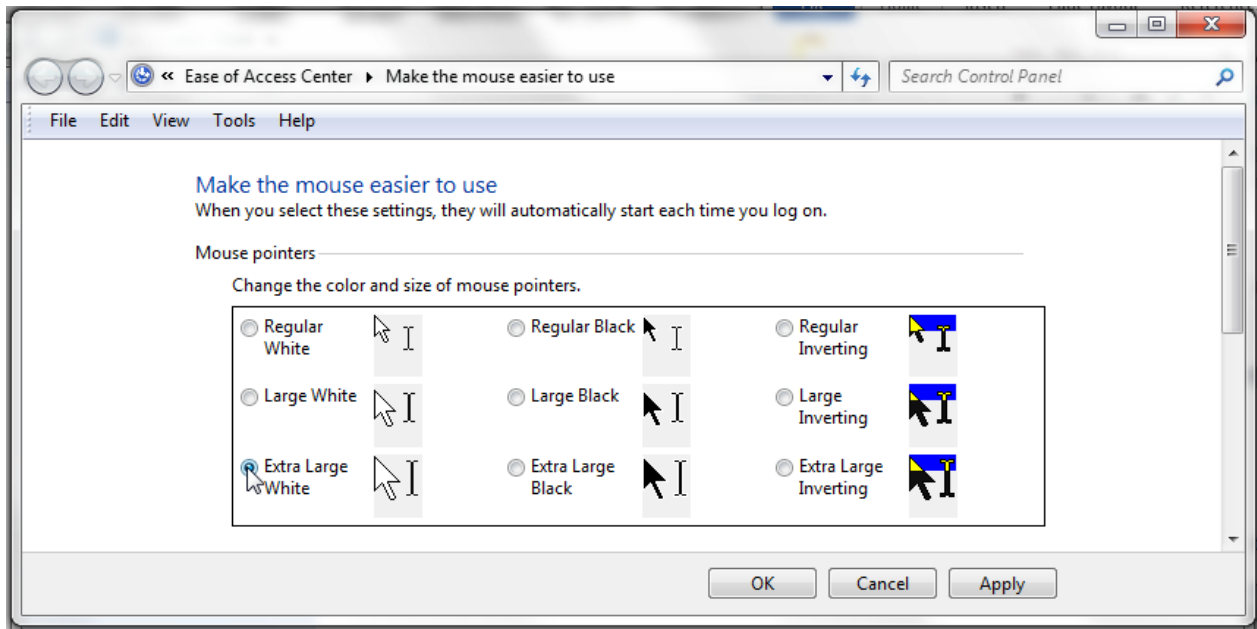 « Ease of Access Center ▸ Make the mouse easier to use
Search Control Panel
File Edit View Tools Help
Make the mouse easier to use
When you select these settings, they will automatically start each time you log on.
Mouse pointers
Change the color and size of mouse pointers.
Regular White
Regular Black
Regular Inverting
Large White
Large Black
Large Inverting
Extra Large White
Extra Large Black
Extra Large Inverting
OK Cancel Apply